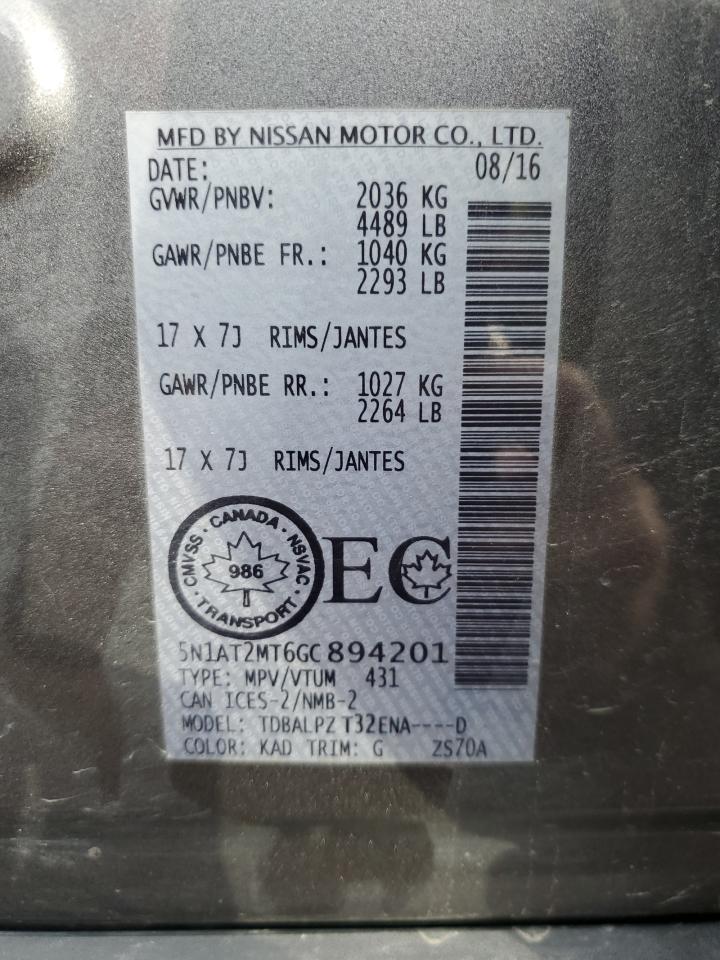 MFD BY NISSAN MOTOR CO., LTD.
DATE: 08/16
GVWR/PNBV: 2036 KG
4489 LB
GAWR/PNBE FR.: 1040 KG
2293 LB
17 X 7J RIMS/JANTES
GAWR/PNBE RR.: 1027 KG
2264 LB
17 X 7J RIMS/JANTES
CMVSS · CANADA · NSVAC · TRANSPORT ·
986
EC
5N1AT2MT6GC894201
TYPE: MPV/VTUM 431
CAN ICES-2/NMB-2
MODEL: TDBALPZ T32ENA----D
COLOR: KAD TRIM: G ZS70A